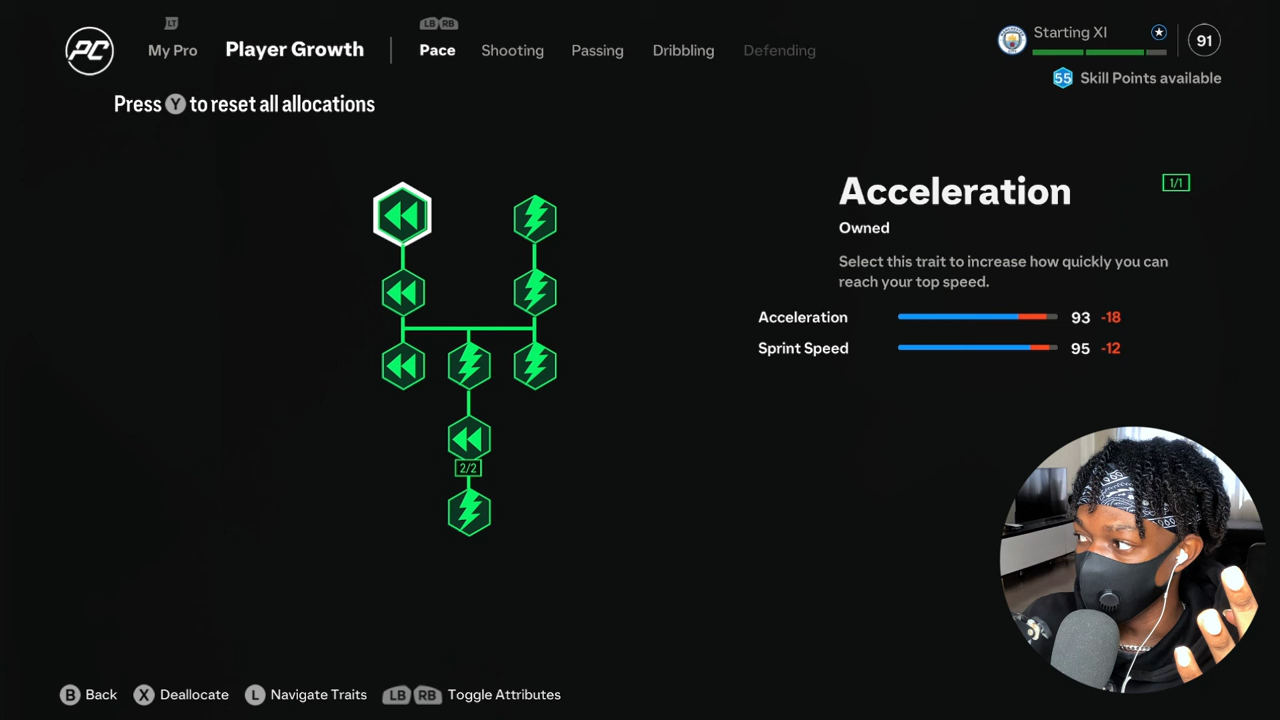 LT
LB RB
PC
My Pro
Player Growth
Pace
Shooting
Passing
Dribbling
Defending
Starting XI
91
55 Skill Points available
Press Y to reset all allocations
Acceleration
1/1
Owned
Select this trait to increase how quickly you can
reach your top speed.
Acceleration 93 -18
Sprint Speed 95 -12
2/2
B Back
X Deallocate
L Navigate Traits
LB RB Toggle Attributes